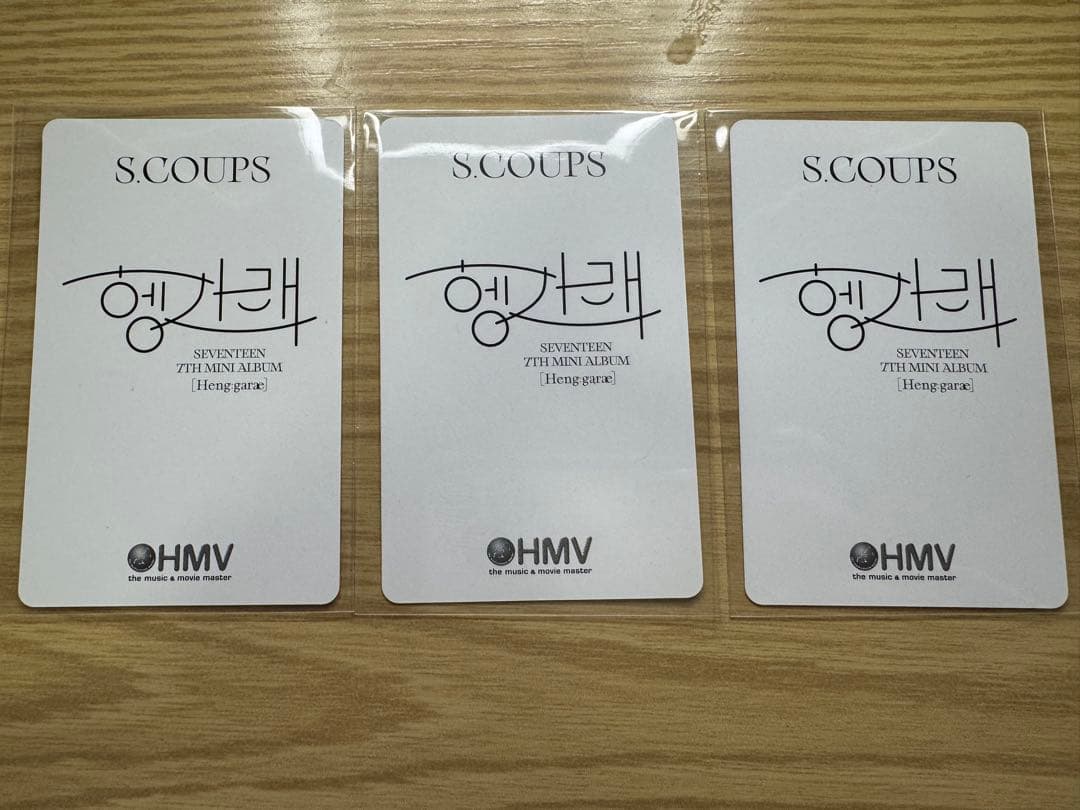 S.COUPS
헹가래
SEVENTEEN
7TH MINI ALBUM
[Heng:garæ]
HMV
the music & movie master
S.COUPS
헹가래
SEVENTEEN
7TH MINI ALBUM
[Heng:garæ]
HMV
the music & movie master
S.COUPS
헹가래
SEVENTEEN
7TH MINI ALBUM
[Heng:garæ]
HMV
the music & movie master